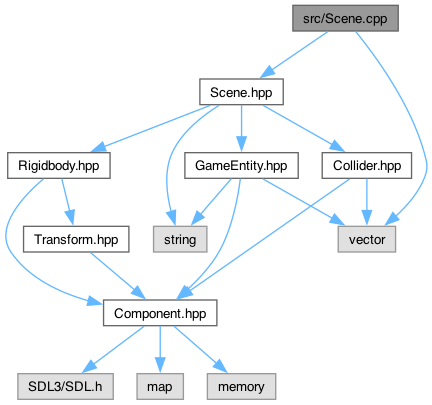 src/Scene.cpp
Scene.hpp
Rigidbody.hpp
GameEntity.hpp
Collider.hpp
Transform.hpp
string
vector
Component.hpp
SDL3/SDL.h
map
memory